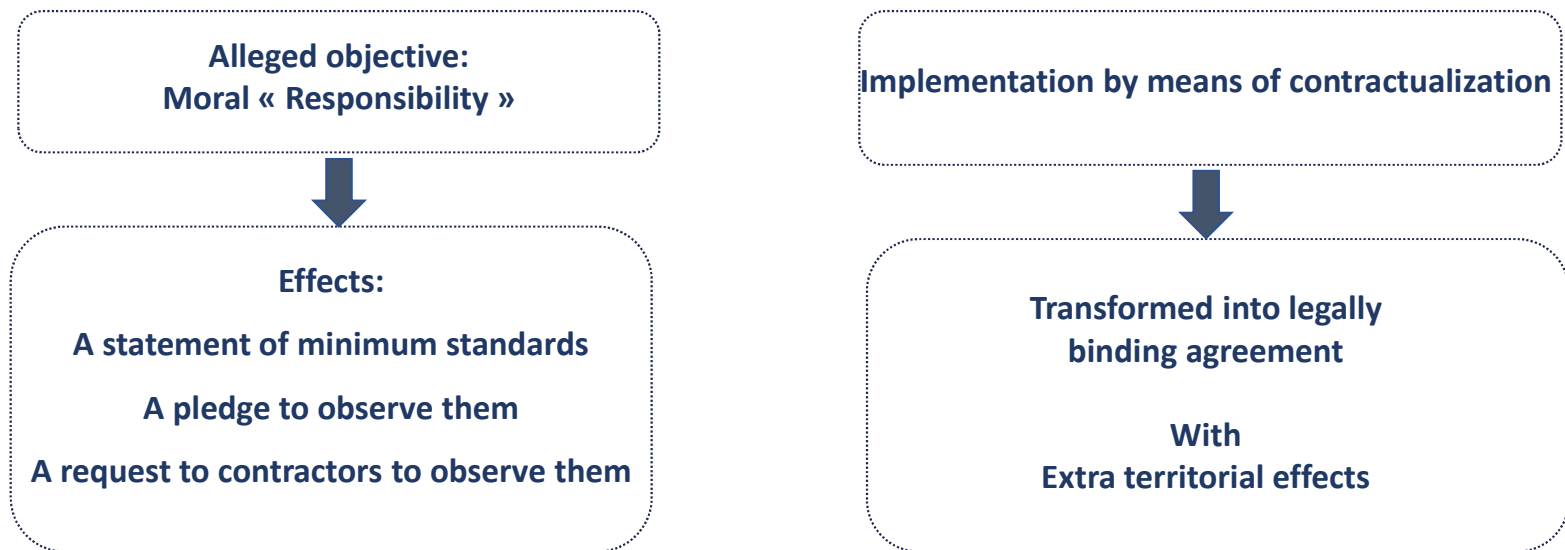 Alleged objective:
Moral « Responsibility »
Effects:
A statement of minimum standards
A pledge to observe them
A request to contractors to observe them
Implementation by means of contractualization
Transformed into legally
binding agreement
With
Extra territorial effects